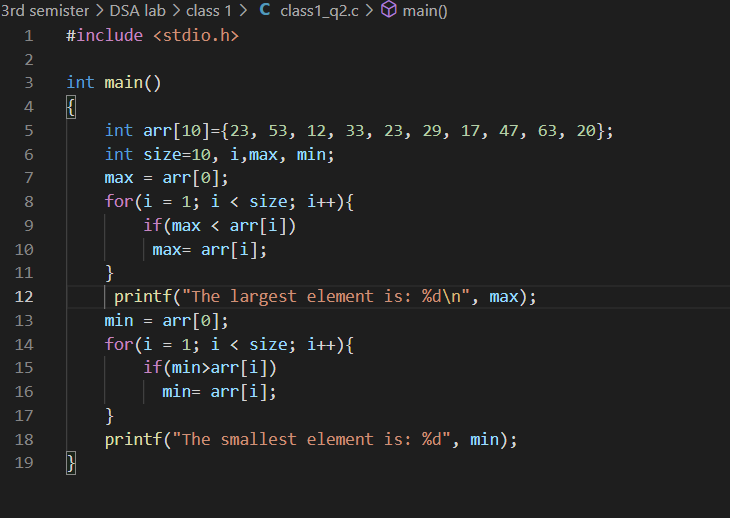 3rd semister > DSA lab > class 1 > C class1_q2.c > main()
1 #include <stdio.h>
2
3 int main()
4 {
5     int arr[10]={23, 53, 12, 33, 23, 29, 17, 47, 63, 20};
6     int size=10, i,max, min;
7     max = arr[0];
8     for(i = 1; i < size; i++){
9         if(max < arr[i])
10          max= arr[i];
11     }
12      printf("The largest element is: %d\n", max);
13     min = arr[0];
14     for(i = 1; i < size; i++){
15         if(min>arr[i])
16           min= arr[i];
17     }
18     printf("The smallest element is: %d", min);
19 }